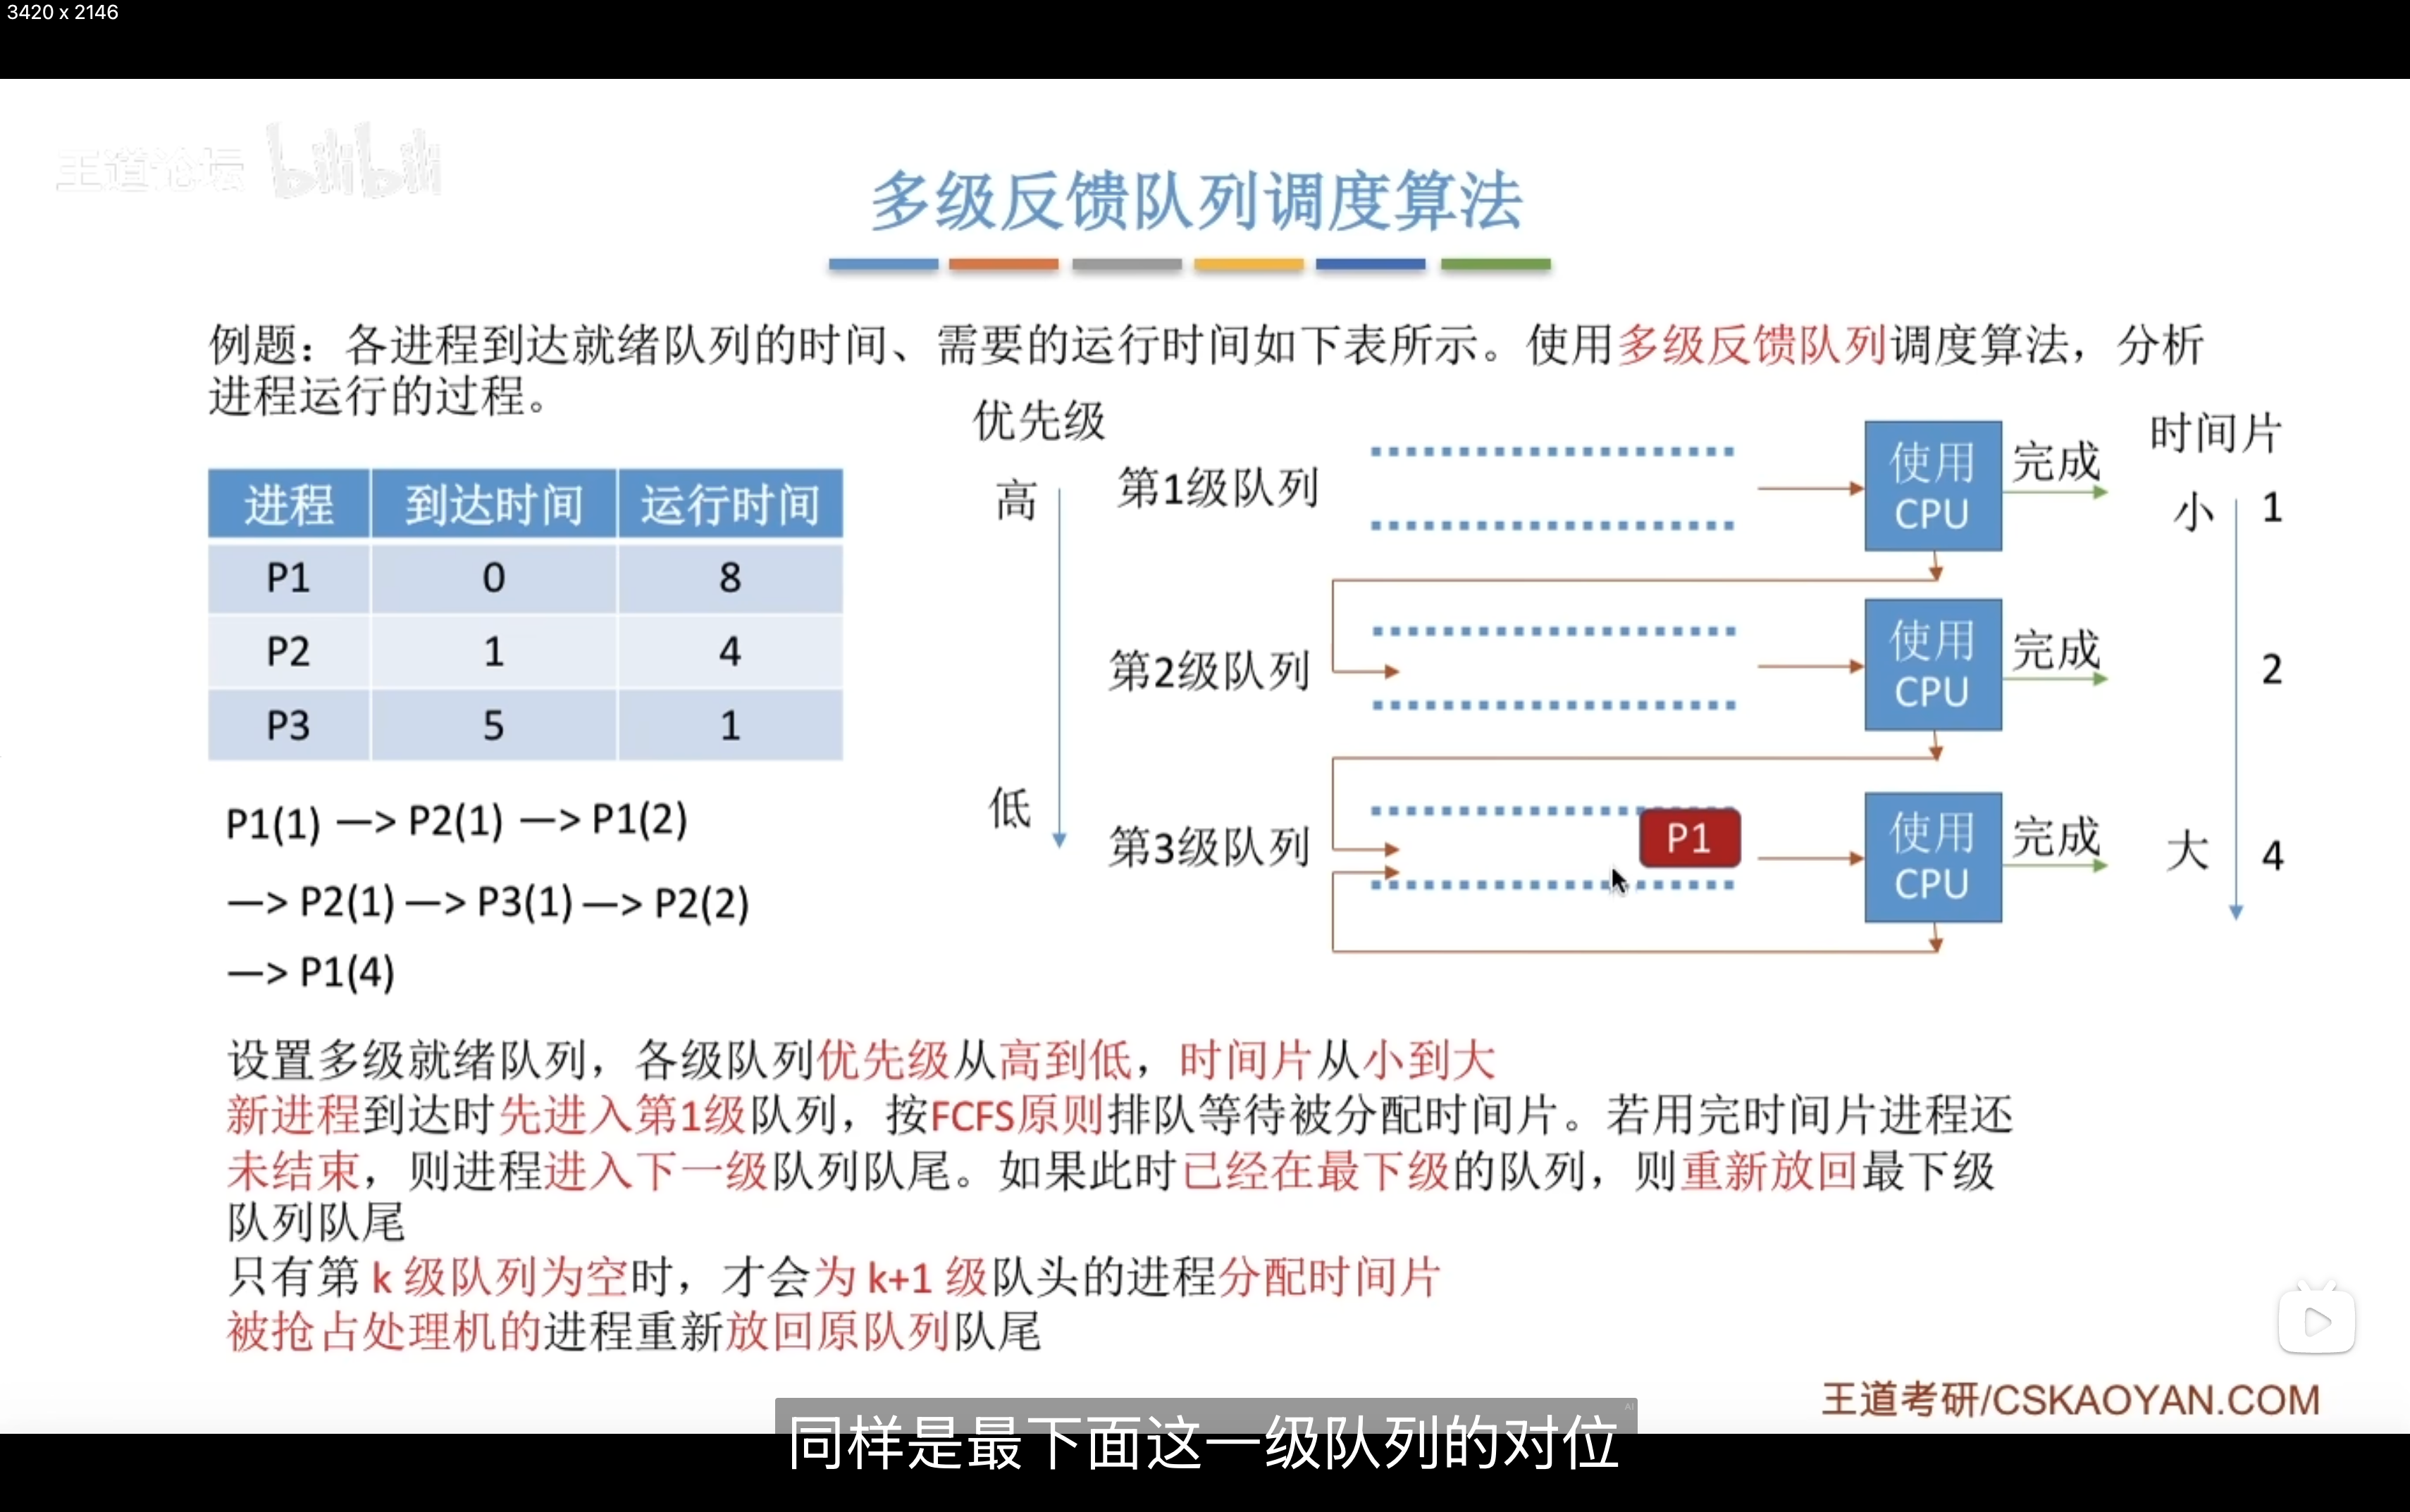 3420 x 2146
王道论坛 bilibili
多级反馈队列调度算法
例题：各进程到达就绪队列的时间、需要的运行时间如下表所示。使用多级反馈队列调度算法，分析
进程运行的过程。
进程 到达时间 运行时间
P1 0 8
P2 1 4
P3 5 1
P1(1) —> P2(1) —> P1(2)
—> P2(1) —> P3(1) —> P2(2)
—> P1(4)
优先级
高
低
第1级队列
使用
CPU
完成
第2级队列
使用
CPU
完成
第3级队列
P1
使用
CPU
完成
时间片
小 1
2
大 4
设置多级就绪队列，各级队列优先级从高到低，时间片从小到大
新进程到达时先进入第1级队列，按FCFS原则排队等待被分配时间片。若用完时间片进程还
未结束，则进程进入下一级队列队尾。如果此时已经在最下级的队列，则重新放回最下级
队列队尾
只有第 k 级队列为空时，才会为 k+1 级队头的进程分配时间片
被抢占处理机的进程重新放回原队列队尾
王道考研/CSKAOYAN.COM
AI
同样是最下面这一级队列的对位